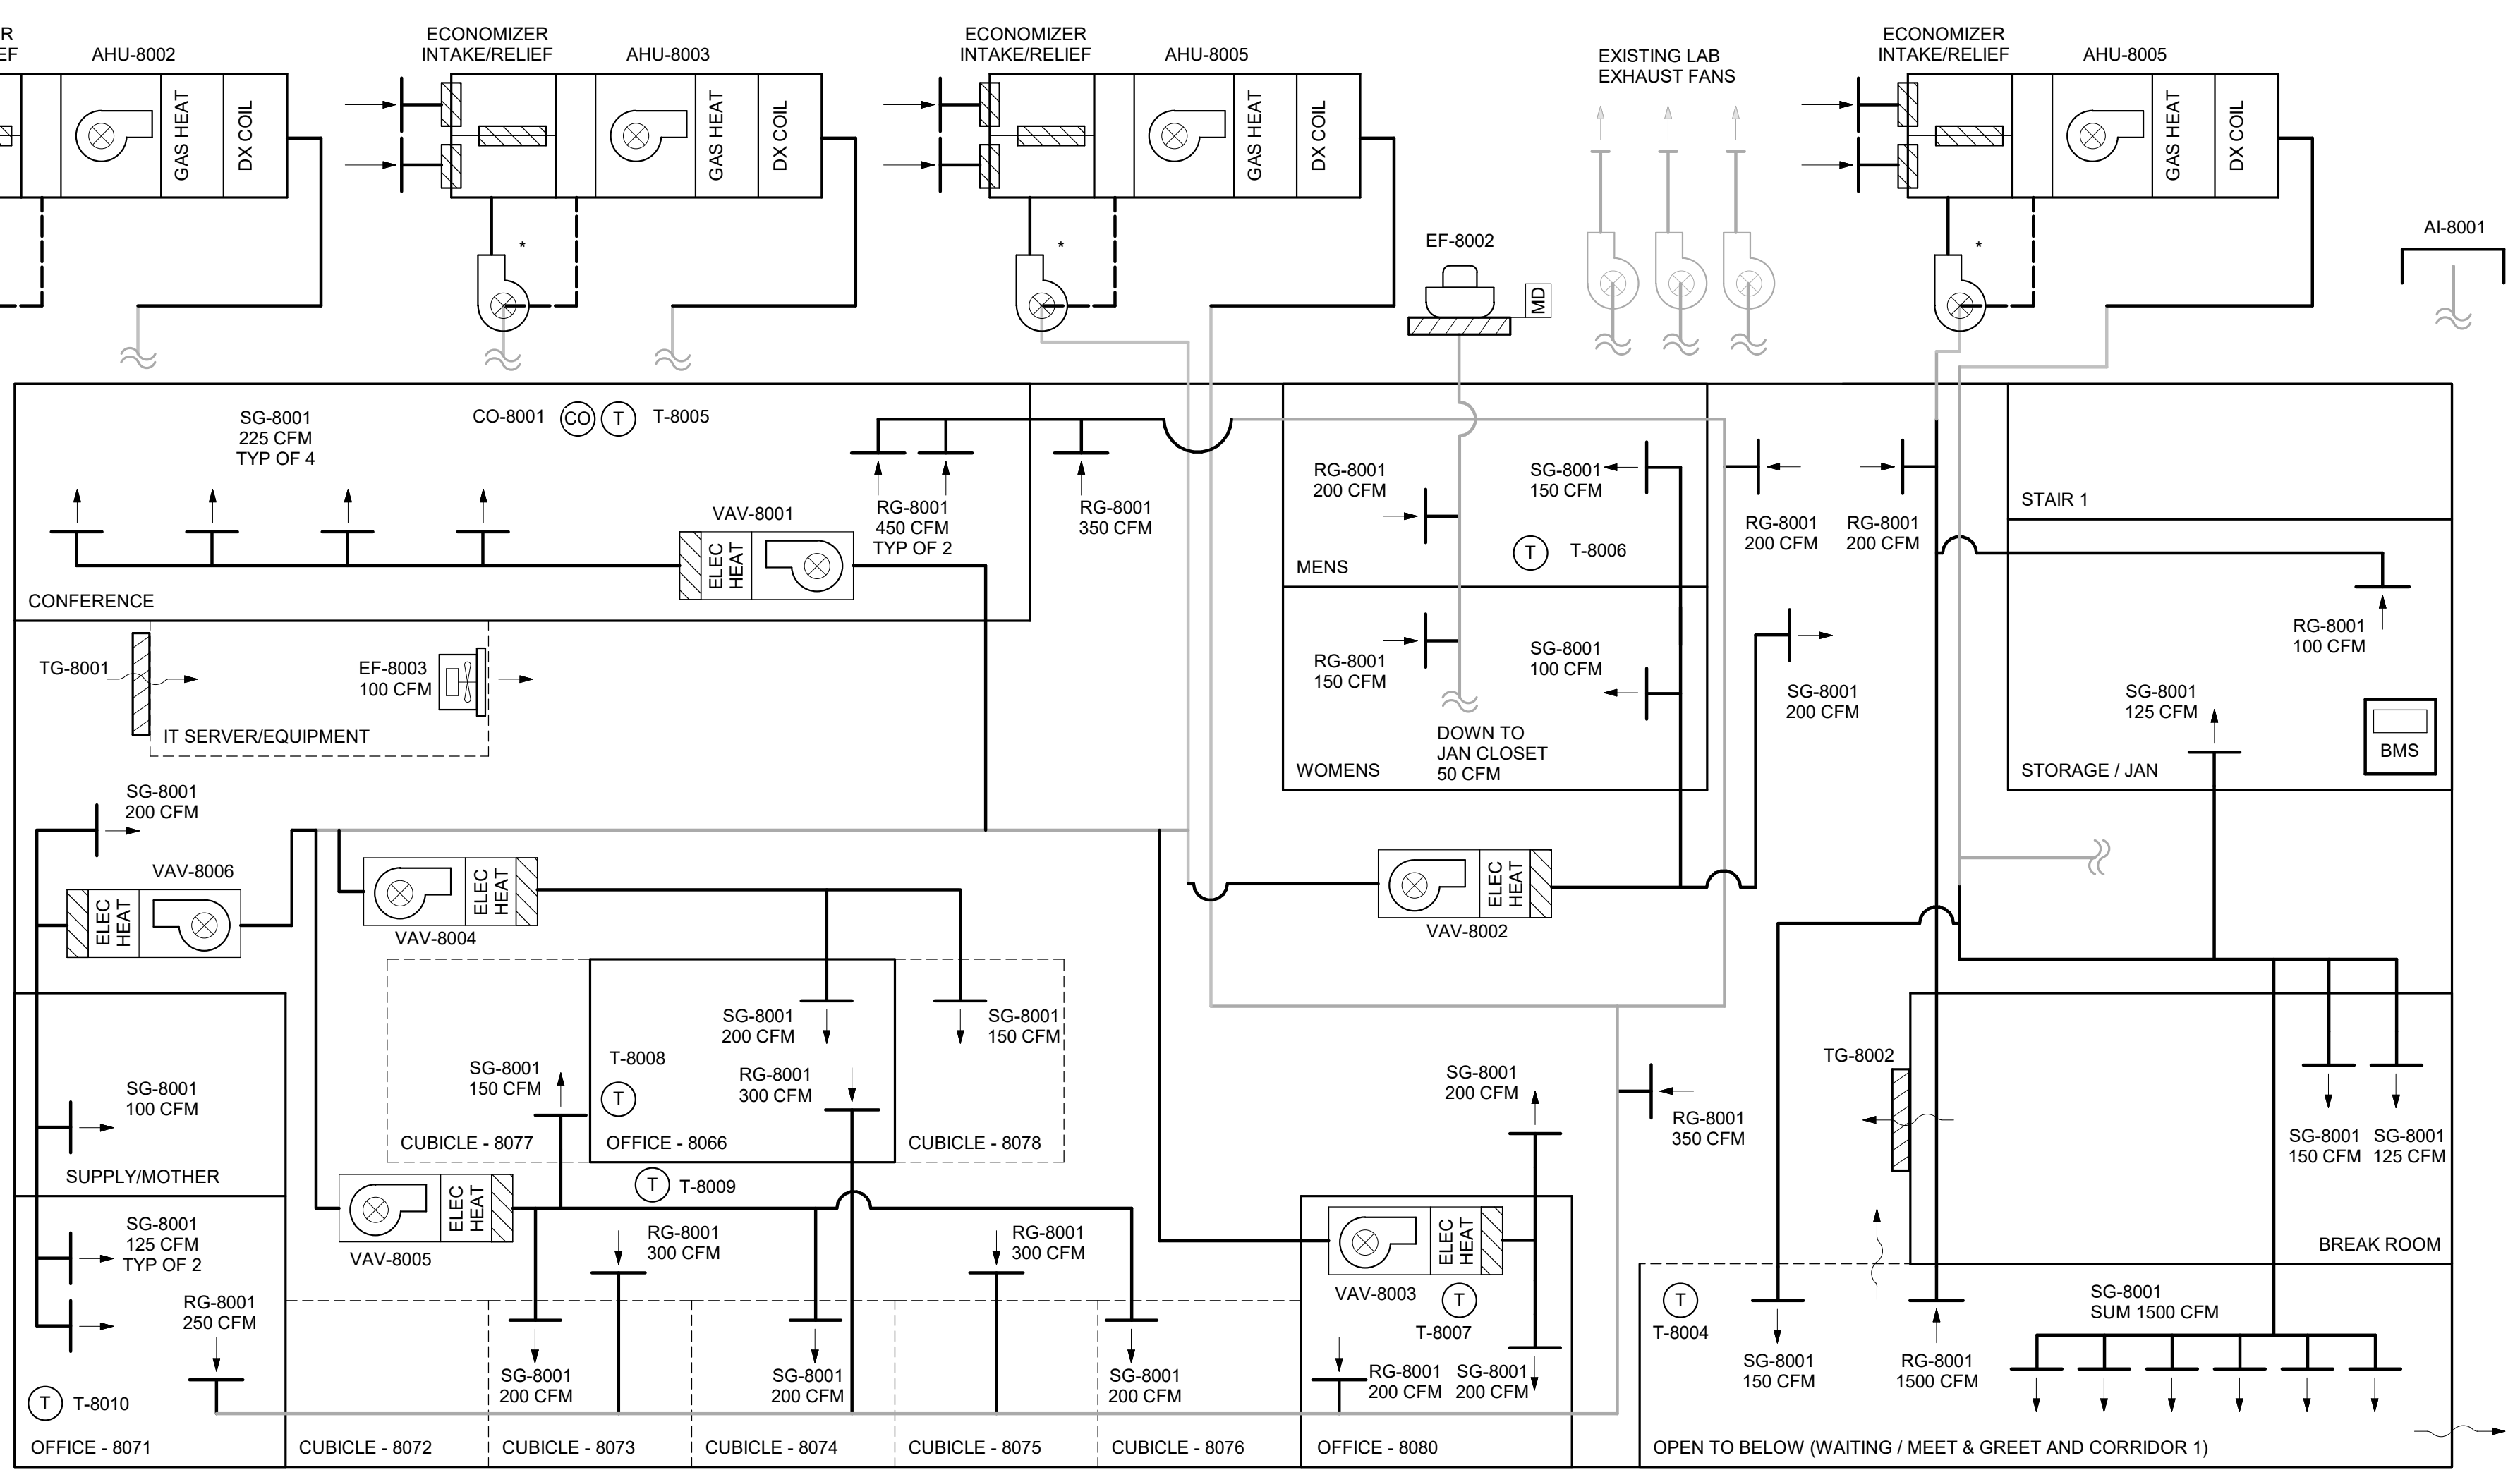 R
EF
AHU-8002
GAS HEAT
DX COIL
ECONOMIZER
INTAKE/RELIEF
AHU-8003
GAS HEAT
DX COIL
*
ECONOMIZER
INTAKE/RELIEF
AHU-8005
GAS HEAT
DX COIL
*
EF-8002
MD
EXISTING LAB
EXHAUST FANS
ECONOMIZER
INTAKE/RELIEF
AHU-8005
GAS HEAT
DX COIL
*
AI-8001
SG-8001
225 CFM
TYP OF 4
CO-8001
CO
T
T-8005
VAV-8001
ELEC
HEAT
RG-8001
450 CFM
TYP OF 2
RG-8001
350 CFM
CONFERENCE
RG-8001
200 CFM
SG-8001
150 CFM
T
T-8006
MENS
RG-8001
150 CFM
SG-8001
100 CFM
DOWN TO
JAN CLOSET
50 CFM
WOMENS
RG-8001
200 CFM
RG-8001
200 CFM
STAIR 1
RG-8001
100 CFM
SG-8001
200 CFM
SG-8001
125 CFM
BMS
STORAGE / JAN
TG-8001
EF-8003
100 CFM
IT SERVER/EQUIPMENT
SG-8001
200 CFM
VAV-8006
ELEC
HEAT
ELEC
HEAT
VAV-8004
ELEC
HEAT
VAV-8002
SG-8001
200 CFM
SG-8001
150 CFM
T-8008
T
SG-8001
150 CFM
RG-8001
300 CFM
CUBICLE - 8077
OFFICE - 8066
CUBICLE - 8078
SG-8001
100 CFM
SUPPLY/MOTHER
T
T-8009
SG-8001
200 CFM
RG-8001
350 CFM
TG-8002
SG-8001
150 CFM
SG-8001
125 CFM
BREAK ROOM
SG-8001
125 CFM
TYP OF 2
ELEC
HEAT
VAV-8005
RG-8001
300 CFM
RG-8001
300 CFM
ELEC
HEAT
VAV-8003
T
T-8007
RG-8001
250 CFM
SG-8001
200 CFM
SG-8001
200 CFM
SG-8001
200 CFM
RG-8001
200 CFM
SG-8001
200 CFM
T
T-8004
SG-8001
150 CFM
RG-8001
1500 CFM
SG-8001
SUM 1500 CFM
T
T-8010
OFFICE - 8071
CUBICLE - 8072
CUBICLE - 8073
CUBICLE - 8074
CUBICLE - 8075
CUBICLE - 8076
OFFICE - 8080
OPEN TO BELOW (WAITING / MEET & GREET AND CORRIDOR 1)